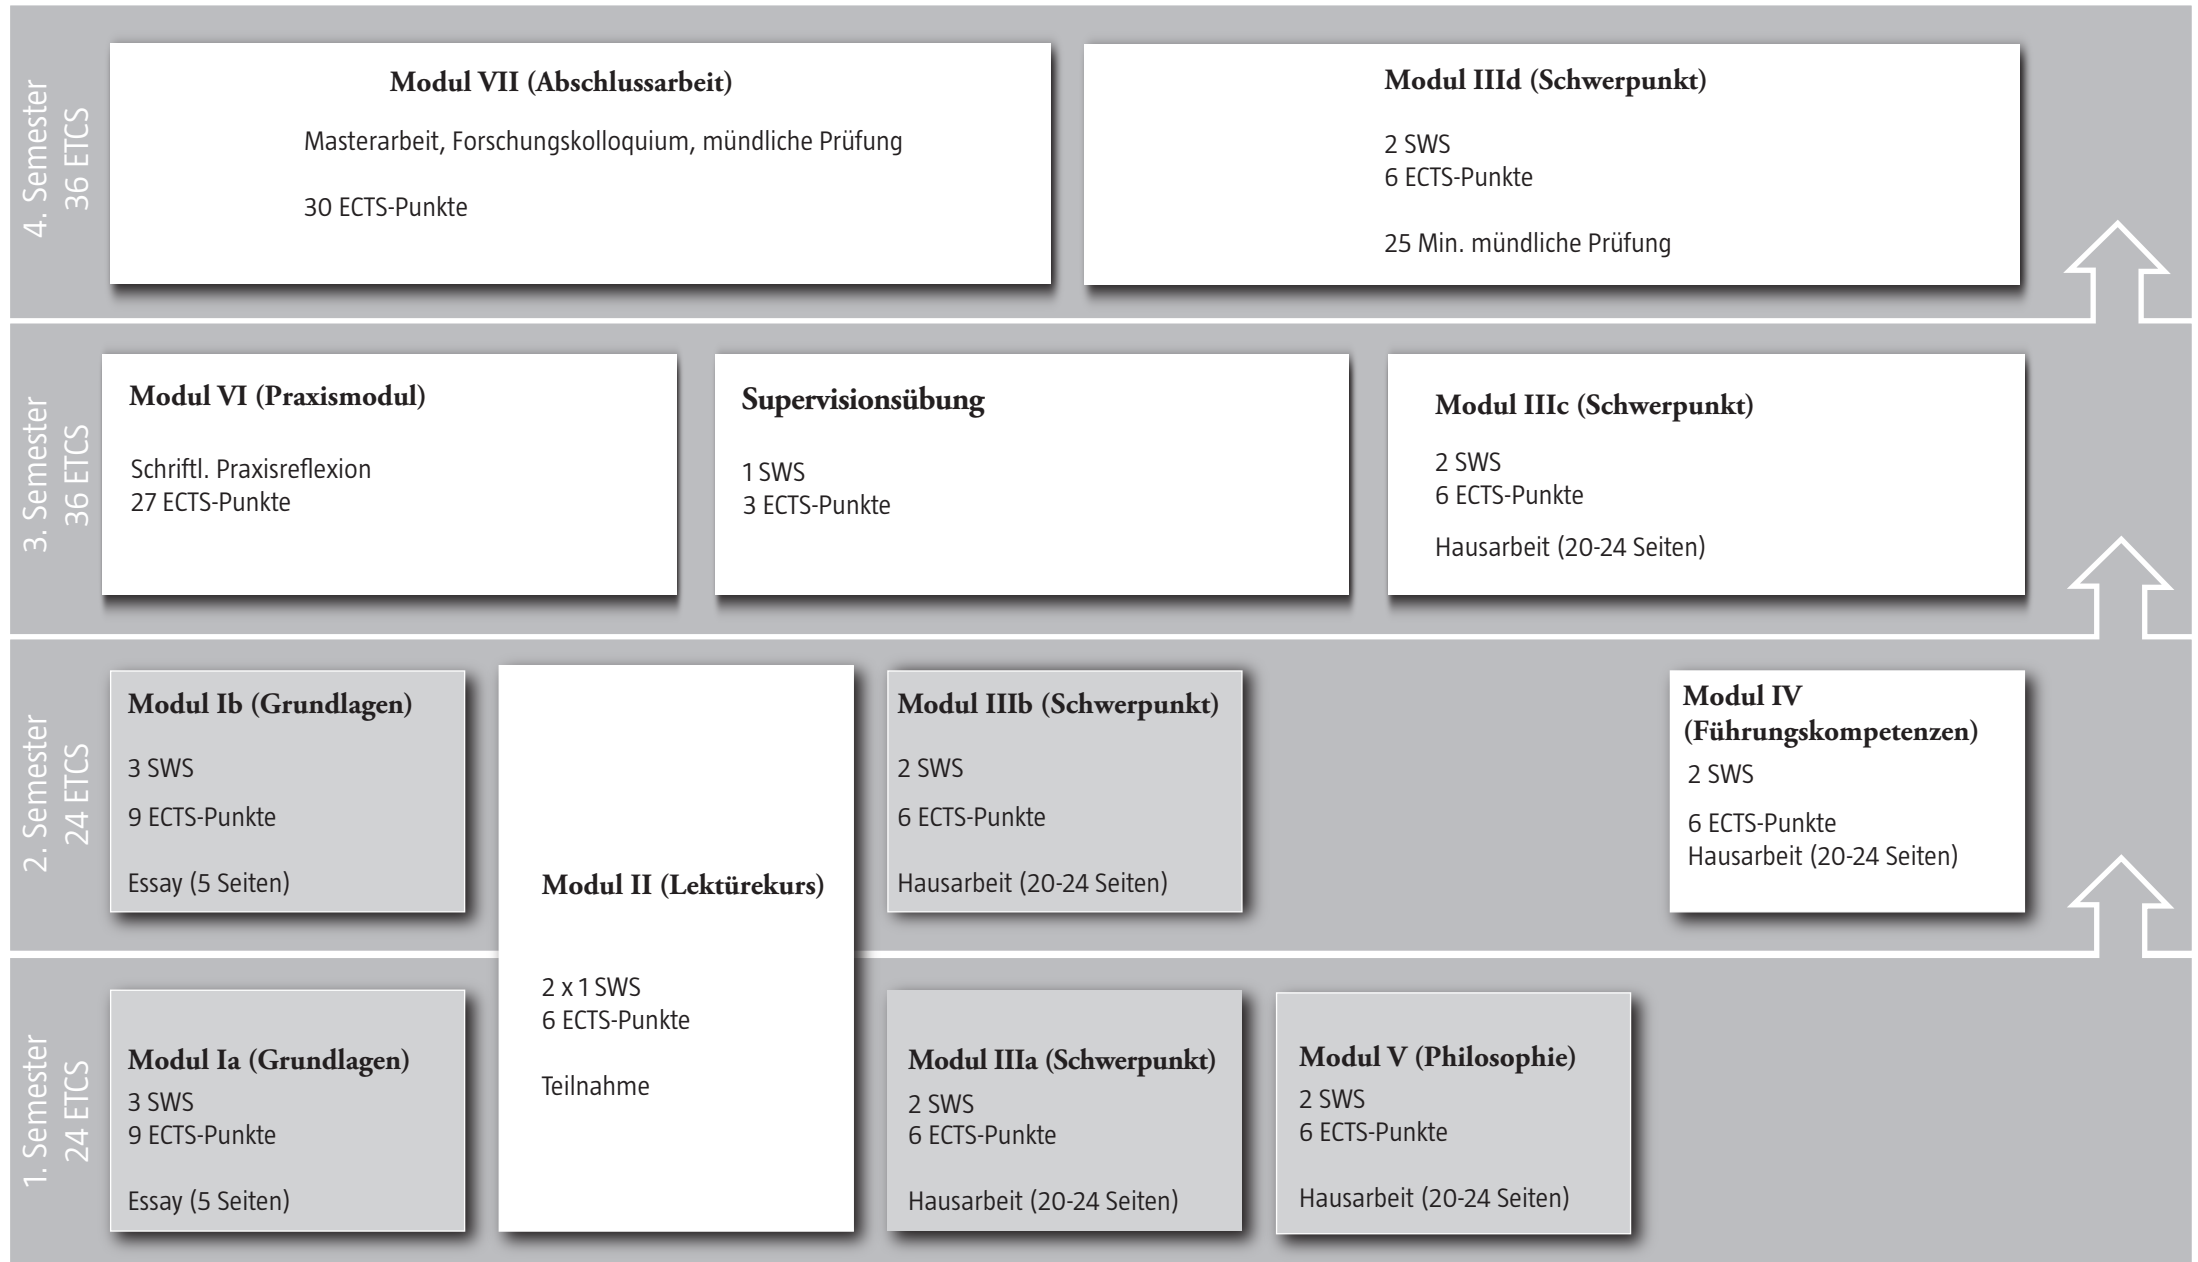 4. Semester
36 ETCS
Modul VII (Abschlussarbeit)
Masterarbeit, Forschungskolloquium, mündliche Prüfung
30 ECTS-Punkte
Modul IIId (Schwerpunkt)
2 SWS
6 ECTS-Punkte
25 Min. mündliche Prüfung
3. Semester
36 ETCS
Modul VI (Praxismodul)
Schriftl. Praxisreflexion
27 ECTS-Punkte
Supervisionsübung
1 SWS
3 ECTS-Punkte
Modul IIIc (Schwerpunkt)
2 SWS
6 ECTS-Punkte
Hausarbeit (20-24 Seiten)
2. Semester
24 ETCS
Modul Ib (Grundlagen)
3 SWS
9 ECTS-Punkte
Essay (5 Seiten)
Modul II (Lektürekurs)
2 x 1 SWS
6 ECTS-Punkte
Teilnahme
Modul IIIb (Schwerpunkt)
2 SWS
6 ECTS-Punkte
Hausarbeit (20-24 Seiten)
Modul IV
(Führungskompetenzen)
2 SWS
6 ECTS-Punkte
Hausarbeit (20-24 Seiten)
1. Semester
24 ETCS
Modul Ia (Grundlagen)
3 SWS
9 ECTS-Punkte
Essay (5 Seiten)
Modul IIIa (Schwerpunkt)
2 SWS
6 ECTS-Punkte
Hausarbeit (20-24 Seiten)
Modul V (Philosophie)
2 SWS
6 ECTS-Punkte
Hausarbeit (20-24 Seiten)